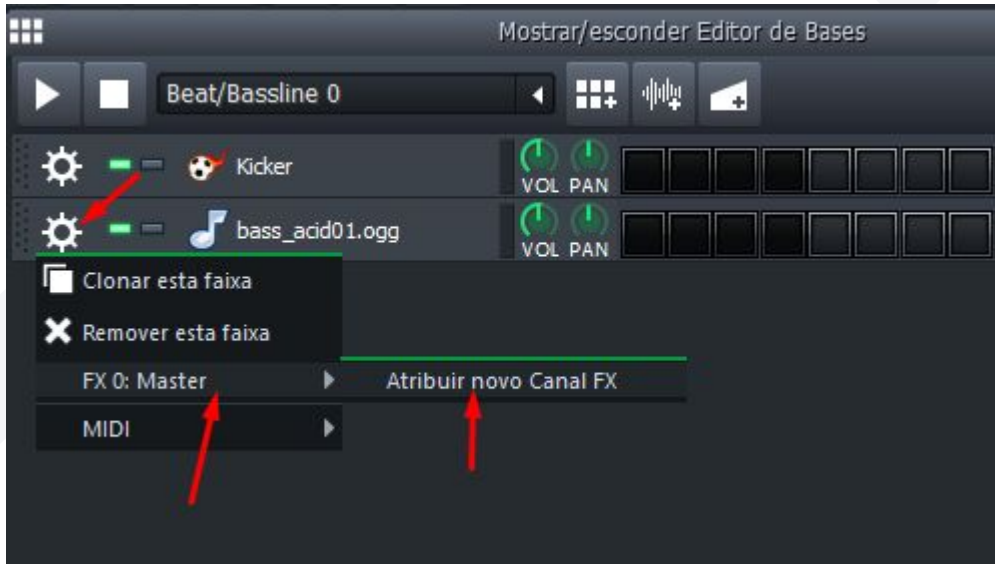 Mostrar/esconder Editor de Bases
Beat/Bassline 0
Kicker
VOL PAN
bass_acid01.ogg
VOL PAN
Clonar esta faixa
Remover esta faixa
FX 0: Master
Atribuir novo Canal FX
MIDI